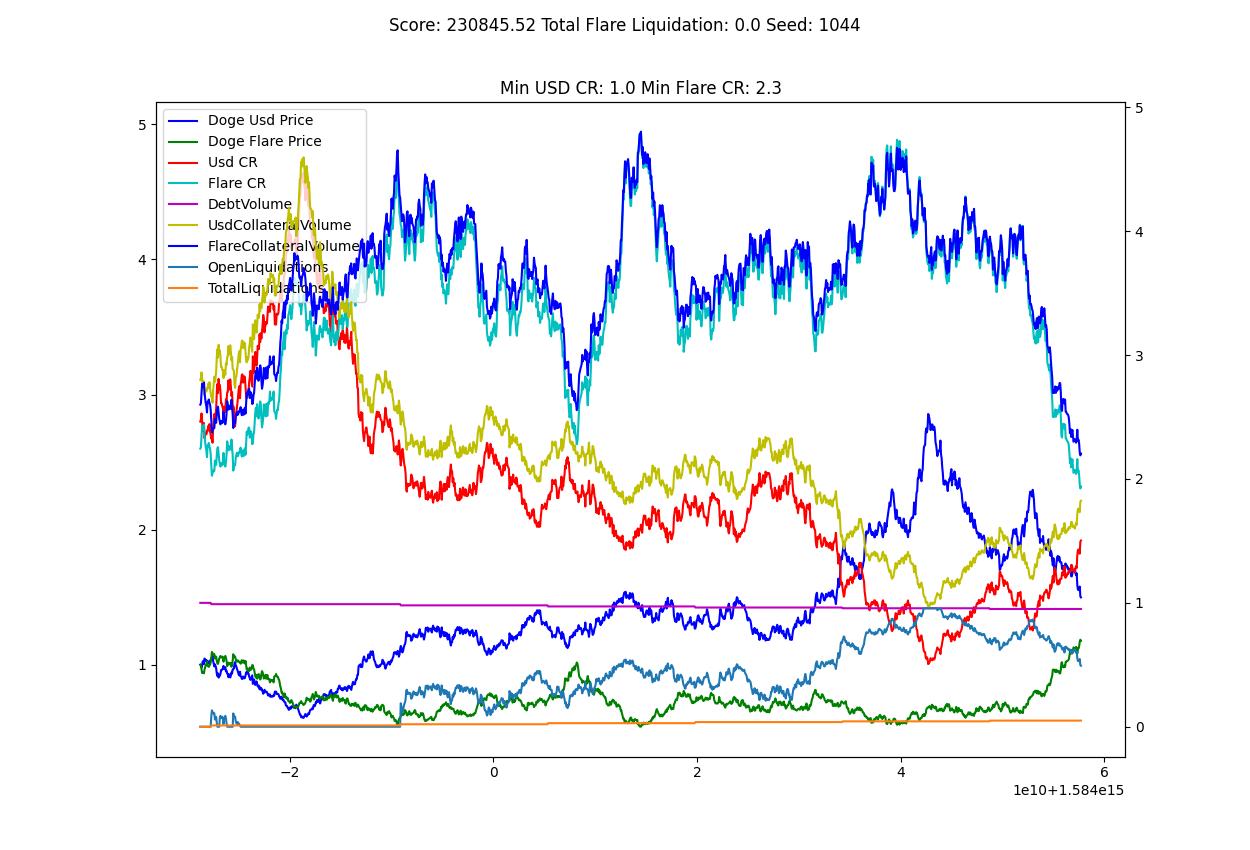 Score: 230845.52 Total Flare Liquidation: 0.0 Seed: 1044
Min USD CR: 1.0 Min Flare CR: 2.3
Doge Usd Price
Doge Flare Price
Usd CR
Flare CR
DebtVolume
UsdCollateralVolume
FlareCollateralVolume
OpenLiquidations
TotalLiquidations
5
4
3
2
1
5
4
3
2
1
0
−2
0
2
4
6
1e10+1.584e15